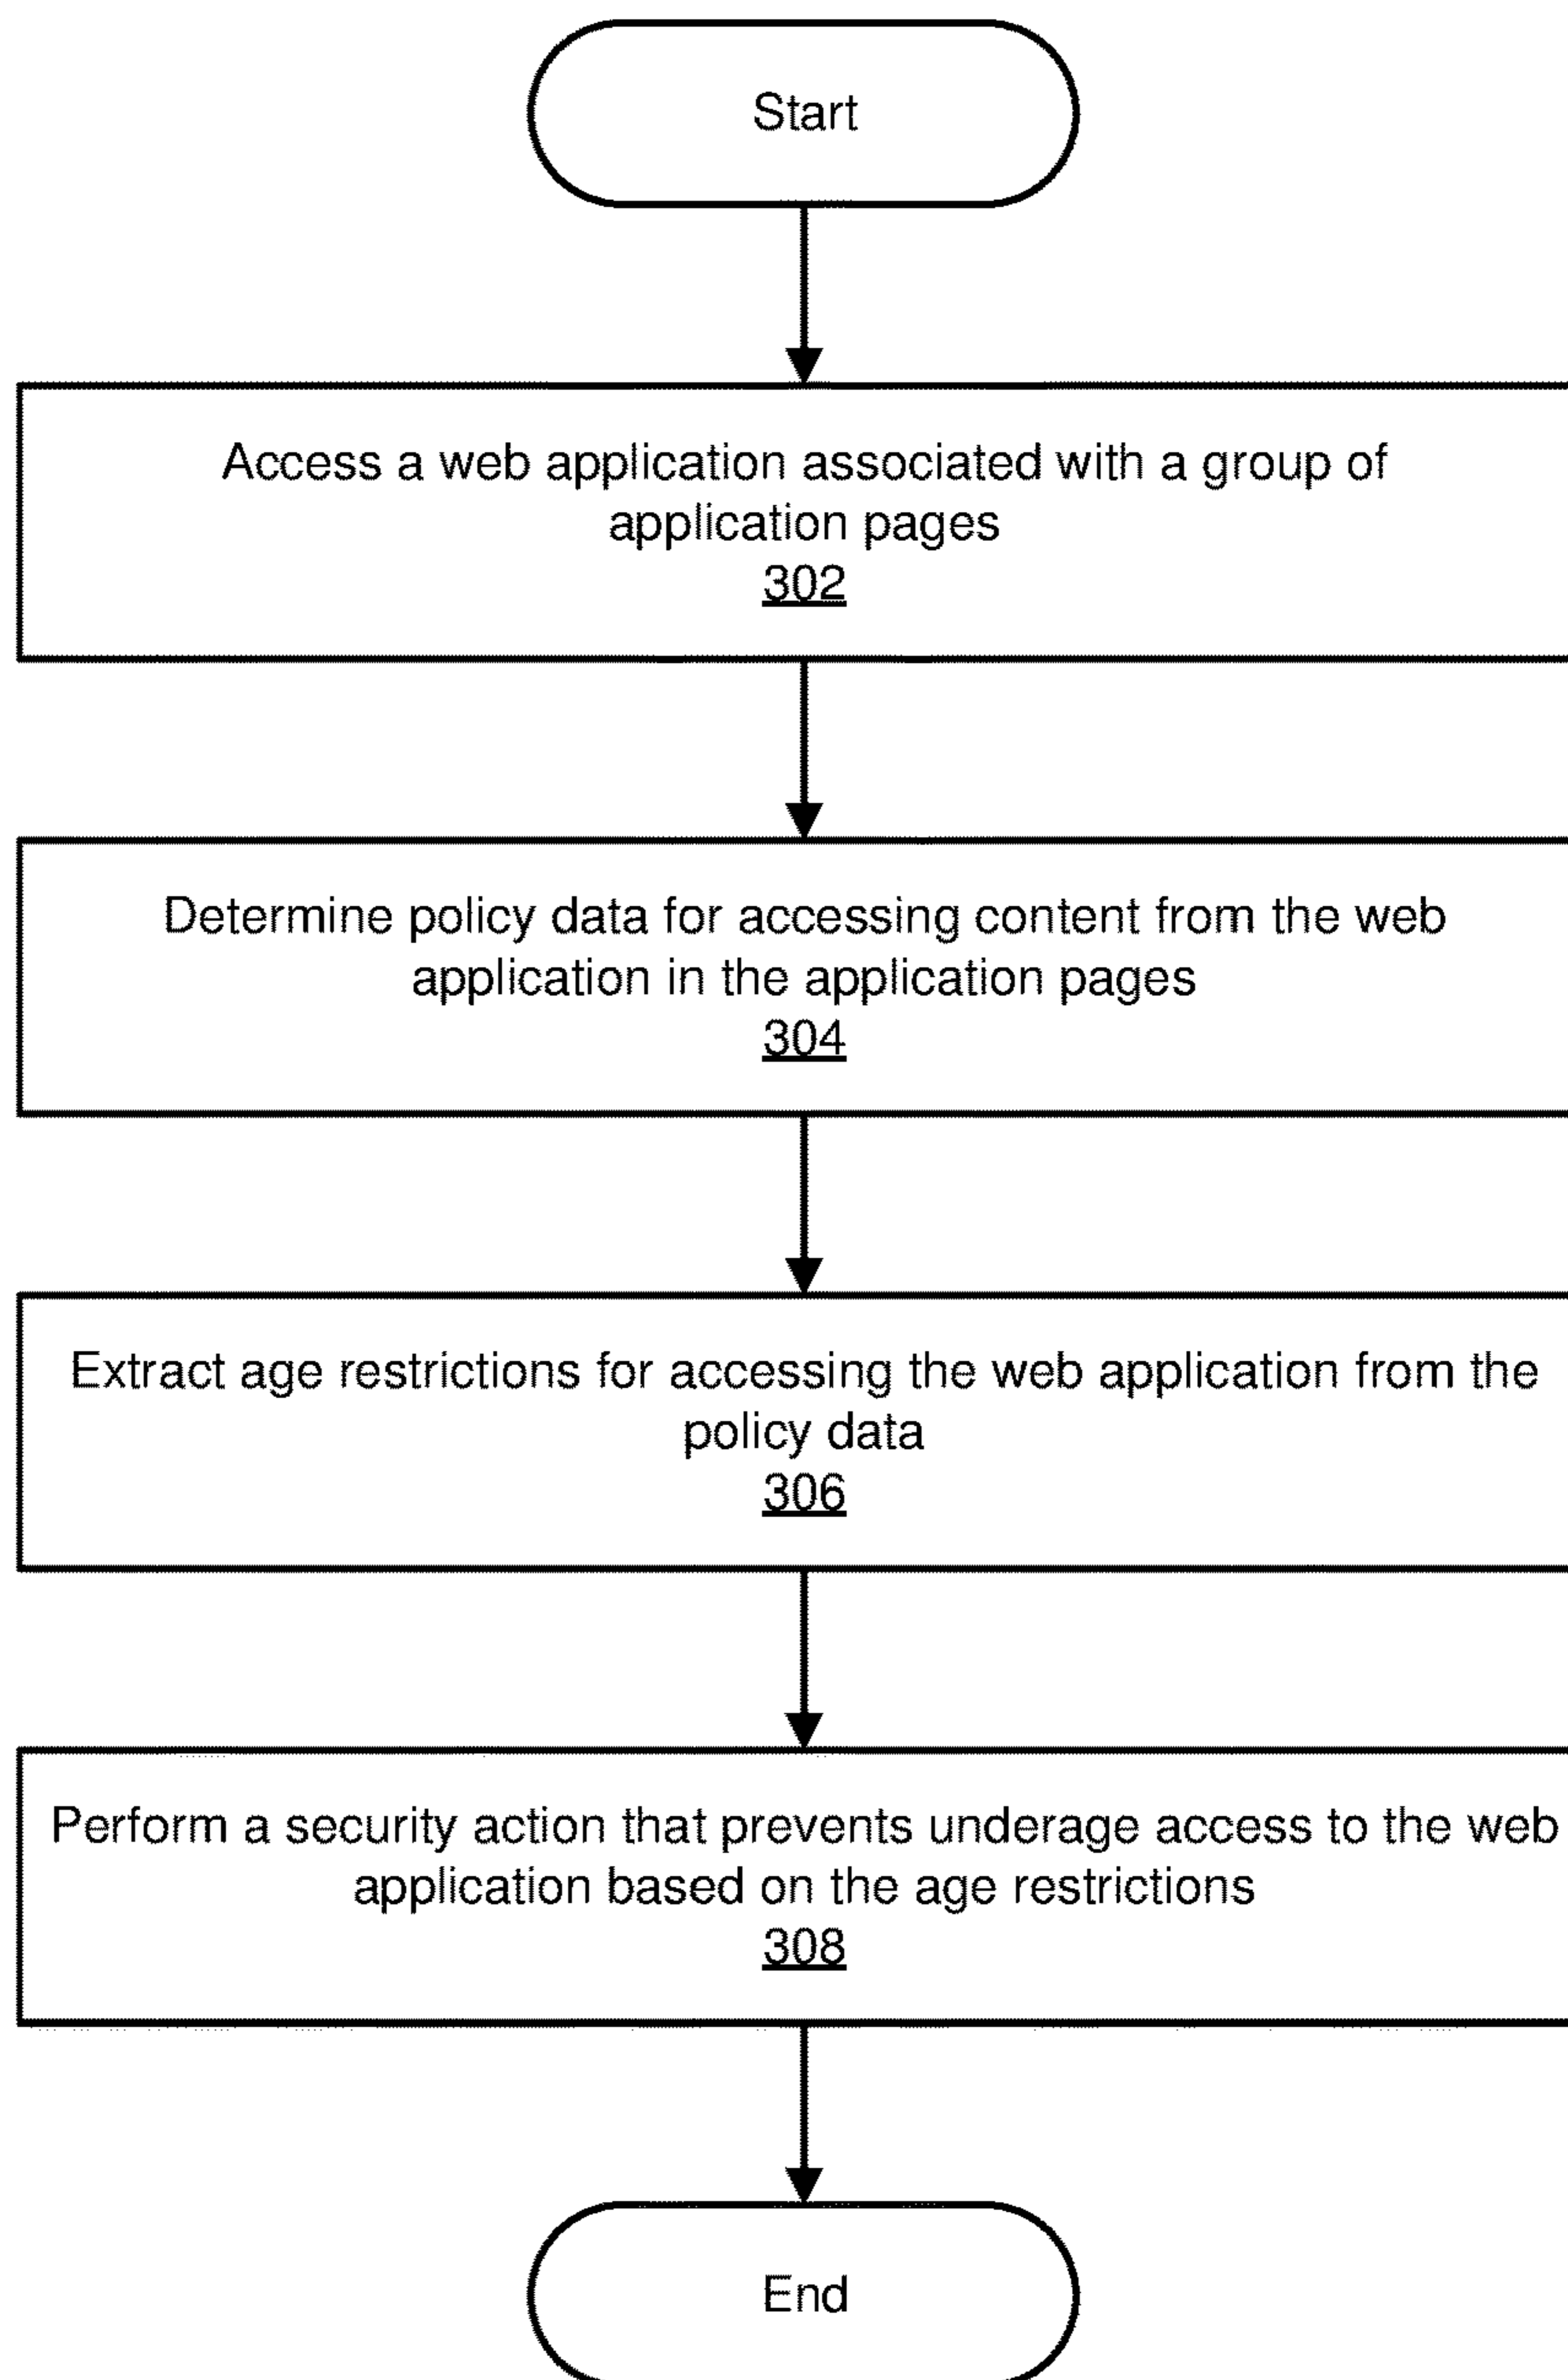 Start
Access a web application associated with a group of
application pages
302
Determine policy data for accessing content from the web
application in the application pages
304
Extract age restrictions for accessing the web application from the
policy data
306
Perform a security action that prevents underage access to the web
application based on the age restrictions
308
End